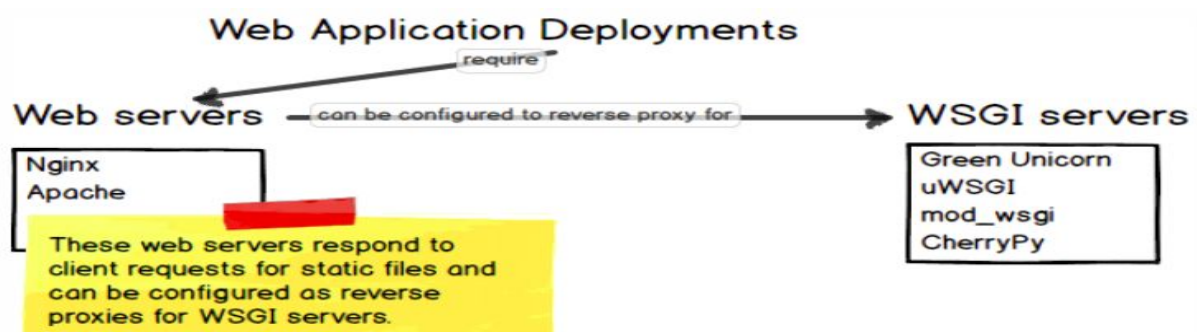 Web Application Deployments
require
Web servers
can be configured to reverse proxy for
WSGI servers
Nginx
Apache
These web servers respond to
client requests for static files and
can be configured as reverse
proxies for WSGI servers.
Green Unicorn
uWSGI
mod_wsgi
CherryPy